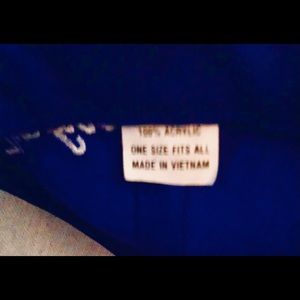 100% ACRYLIC
ONE SIZE FITS ALL
MADE IN VIETNAM